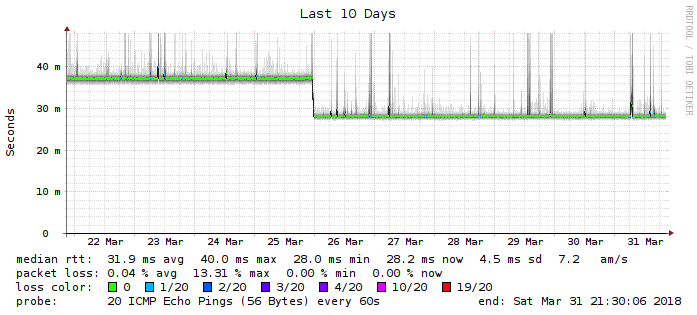 Last 10 Days
RRDTOOL / TOBI OETIKER
Seconds
40 m
30 m
20 m
10 m
0
22 Mar 23 Mar 24 Mar 25 Mar 26 Mar 27 Mar 28 Mar 29 Mar 30 Mar 31 Mar
median rtt: 31.9 ms avg 40.0 ms max 28.0 ms min 28.2 ms now 4.5 ms sd 7.2 am/s
packet loss: 0.04 % avg 13.31 % max 0.00 % min 0.00 % now
loss color: 0 1/20 2/20 3/20 4/20 10/20 19/20
probe: 20 ICMP Echo Pings (56 Bytes) every 60s end: Sat Mar 31 21:30:06 2018